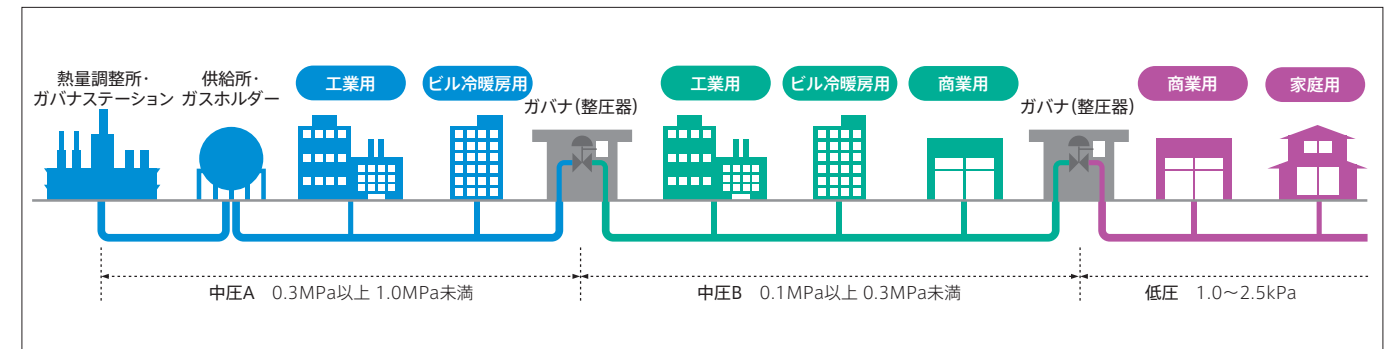 熱量調整所・
ガバナステーション
供給所・
ガスホルダー
工業用
ビル冷暖房用
ガバナ(整圧器)
工業用
ビル冷暖房用
商業用
ガバナ(整圧器)
商業用
家庭用
中圧A 0.3MPa以上 1.0MPa未満
中圧B 0.1MPa以上 0.3MPa未満
低圧 1.0〜2.5kPa